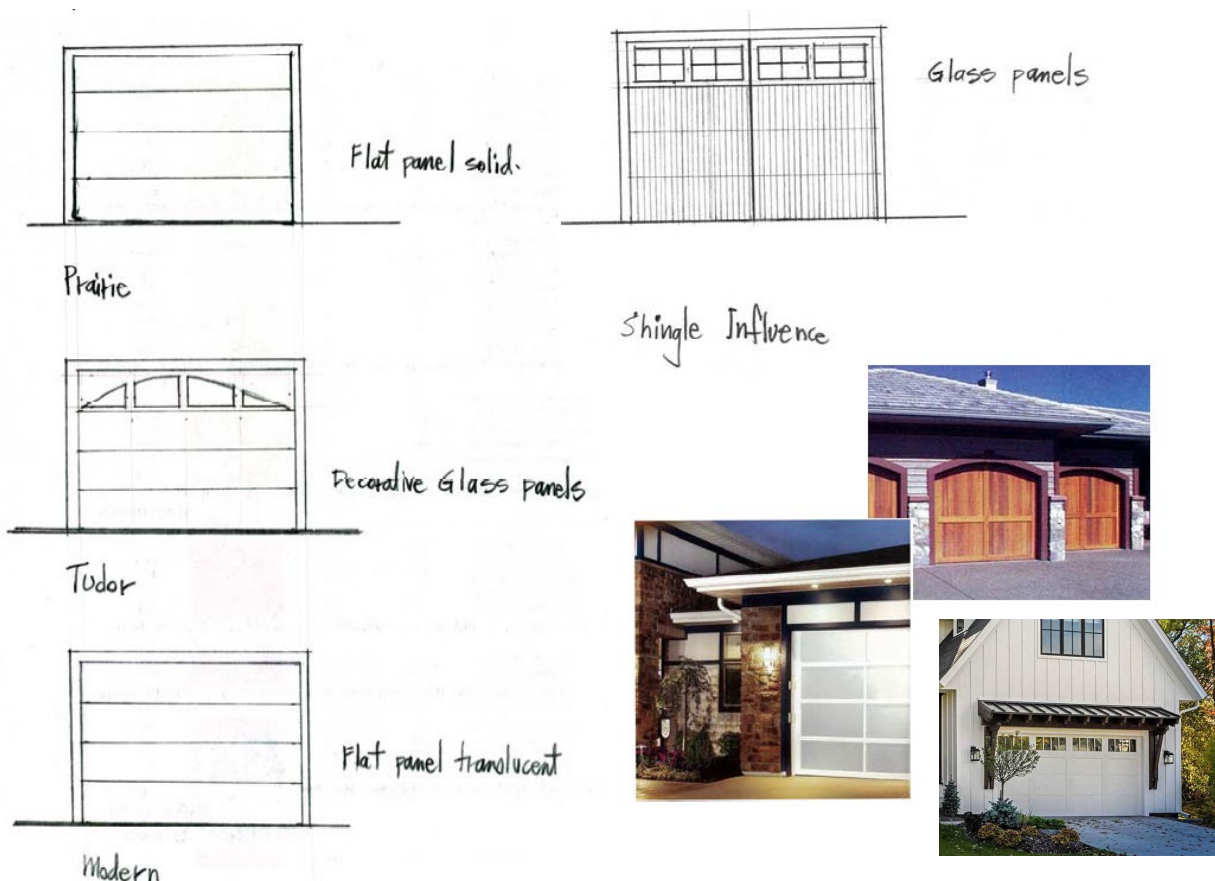 Flat panel solid.
Prairie
Decorative Glass panels
Tudor
Flat panel translucent
Modern
Glass panels
Shingle Influence